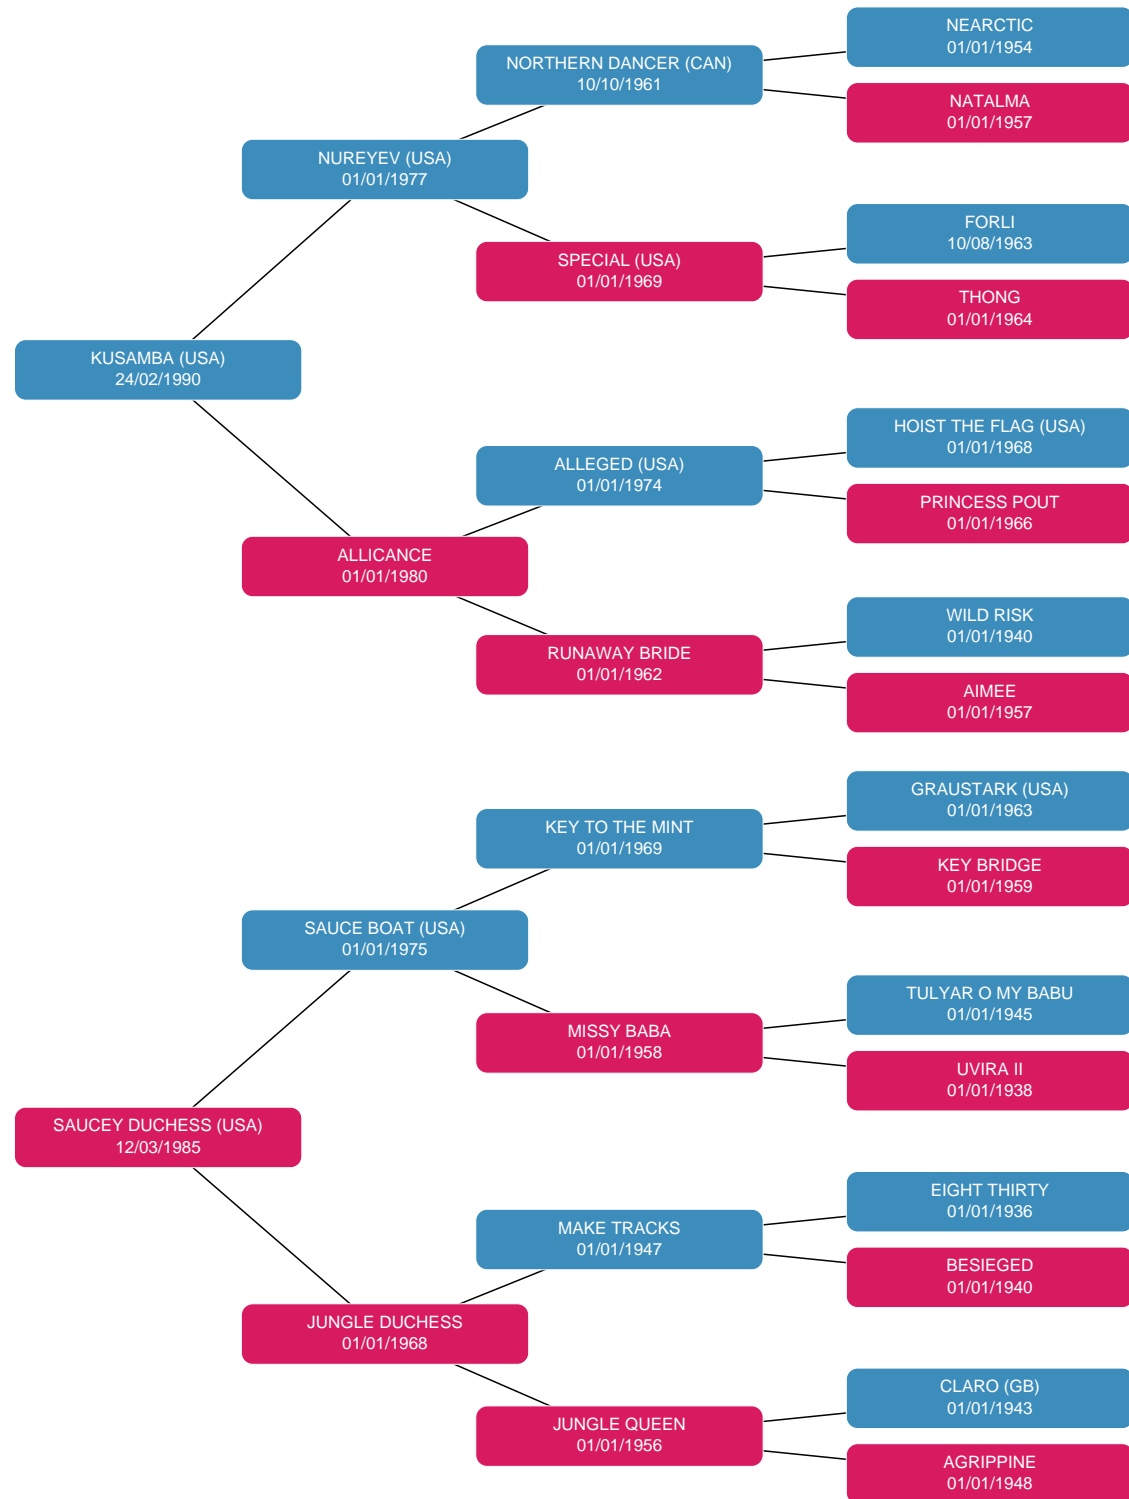 NEARCTIC
01/01/1954
NORTHERN DANCER (CAN)
10/10/1961
NATALMA
01/01/1957
NUREYEV (USA)
01/01/1977
FORLI
10/08/1963
SPECIAL (USA)
01/01/1969
THONG
01/01/1964
KUSAMBA (USA)
24/02/1990
HOIST THE FLAG (USA)
01/01/1968
ALLEGED (USA)
01/01/1974
PRINCESS POUT
01/01/1966
ALLICANCE
01/01/1980
WILD RISK
01/01/1940
RUNAWAY BRIDE
01/01/1962
AIMEE
01/01/1957
GRAUSTARK (USA)
01/01/1963
KEY TO THE MINT
01/01/1969
KEY BRIDGE
01/01/1959
SAUCE BOAT (USA)
01/01/1975
TULYAR O MY BABU
01/01/1945
MISSY BABA
01/01/1958
UVIRA II
01/01/1938
SAUCEY DUCHESS (USA)
12/03/1985
EIGHT THIRTY
01/01/1936
MAKE TRACKS
01/01/1947
BESIEGED
01/01/1940
JUNGLE DUCHESS
01/01/1968
CLARO (GB)
01/01/1943
JUNGLE QUEEN
01/01/1956
AGRIPPINE
01/01/1948